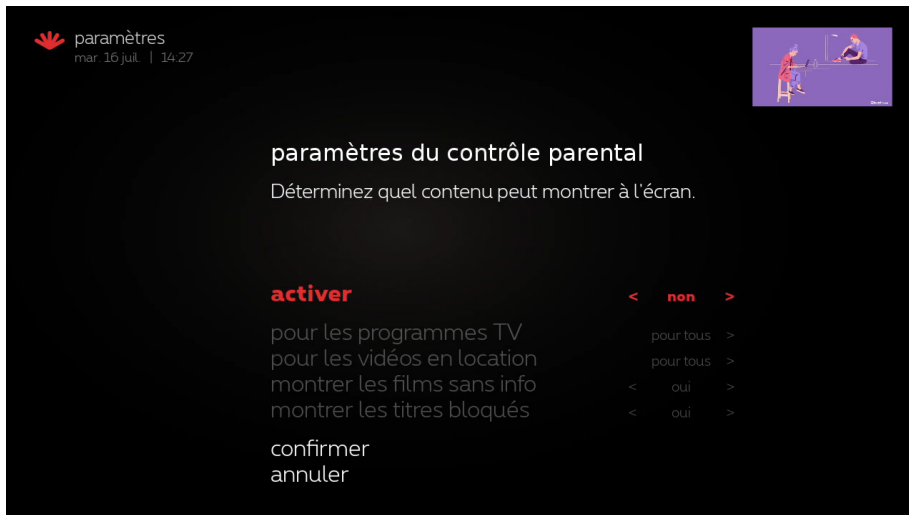 paramètres
mar. 16 juil. | 14:27
paramètres du contrôle parental
Déterminez quel contenu peut montrer à l'écran.
activer < non >
pour les programmes TV pour tous >
pour les vidéos en location pour tous >
montrer les films sans info < oui >
montrer les titres bloqués < oui >
confirmer
annuler